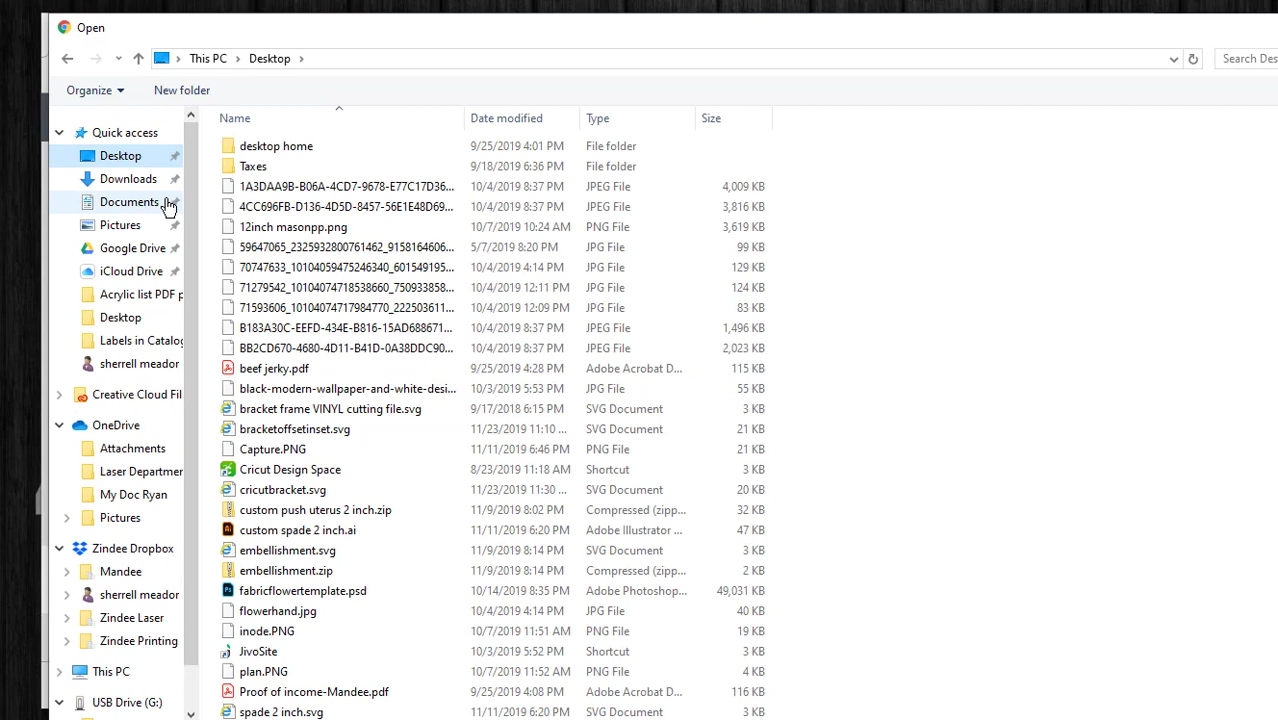 Open
This PC > Desktop >
Search Des
Organize
New folder
Quick access
Desktop
Downloads
Documents
Pictures
Google Drive
iCloud Drive
Acrylic list PDF p
Desktop
Labels in Catalog
sherrell meador
Creative Cloud Fil
OneDrive
Attachments
Laser Departmer
My Doc Ryan
Pictures
Zindee Dropbox
Mandee
sherrell meador
Zindee Laser
Zindee Printing
This PC
USB Drive (G:)
Name Date modified Type Size
desktop home 9/25/2019 4:01 PM File folder
Taxes 9/18/2019 6:36 PM File folder
1A3DAA9B-B06A-4CD7-9678-E77C17D36... 10/4/2019 8:37 PM JPEG File 4,009 KB
4CC696FB-D136-4D5D-8457-56E1E48D69... 10/4/2019 8:37 PM JPEG File 3,816 KB
12inch masonpp.png 10/7/2019 10:24 AM PNG File 3,619 KB
59647065_2325932800761462_9158164606... 5/7/2019 8:20 PM JPG File 99 KB
70747633_10104059475246340_601549195... 10/4/2019 4:14 PM JPG File 129 KB
71279542_10104074718538660_750933858... 10/4/2019 12:11 PM JPG File 124 KB
71593606_10104074717984770_222503611... 10/4/2019 12:09 PM JPG File 83 KB
B183A30C-EEFD-434E-B816-15AD688671... 10/4/2019 8:37 PM JPEG File 1,496 KB
BB2CD670-4680-4D11-B41D-0A38DDC90... 10/4/2019 8:37 PM JPEG File 2,023 KB
beef jerky.pdf 9/25/2019 4:28 PM Adobe Acrobat D... 115 KB
black-modern-wallpaper-and-white-desi... 10/3/2019 5:53 PM JPG File 55 KB
bracket frame VINYL cutting file.svg 9/17/2018 6:15 PM SVG Document 3 KB
bracketoffsetinset.svg 11/23/2019 11:10 ... SVG Document 21 KB
Capture.PNG 11/11/2019 6:46 PM PNG File 21 KB
Cricut Design Space 8/23/2019 11:18 AM Shortcut 3 KB
cricutbracket.svg 11/23/2019 11:30 ... SVG Document 20 KB
custom push uterus 2 inch.zip 11/9/2019 8:02 PM Compressed (zipp... 32 KB
custom spade 2 inch.ai 11/11/2019 6:20 PM Adobe Illustrator ... 47 KB
embellishment.svg 11/9/2019 8:14 PM SVG Document 3 KB
embellishment.zip 11/9/2019 8:14 PM Compressed (zipp... 2 KB
fabricflowertemplate.psd 10/14/2019 8:35 PM Adobe Photoshop... 49,031 KB
flowerhand.jpg 10/4/2019 4:14 PM JPG File 40 KB
inode.PNG 10/7/2019 11:51 AM PNG File 19 KB
JivoSite 10/3/2019 5:52 PM Shortcut 3 KB
plan.PNG 10/7/2019 11:52 AM PNG File 4 KB
Proof of income-Mandee.pdf 9/25/2019 4:08 PM Adobe Acrobat D... 116 KB
spade 2 inch.svg 11/11/2019 6:20 PM SVG Document 3 KB